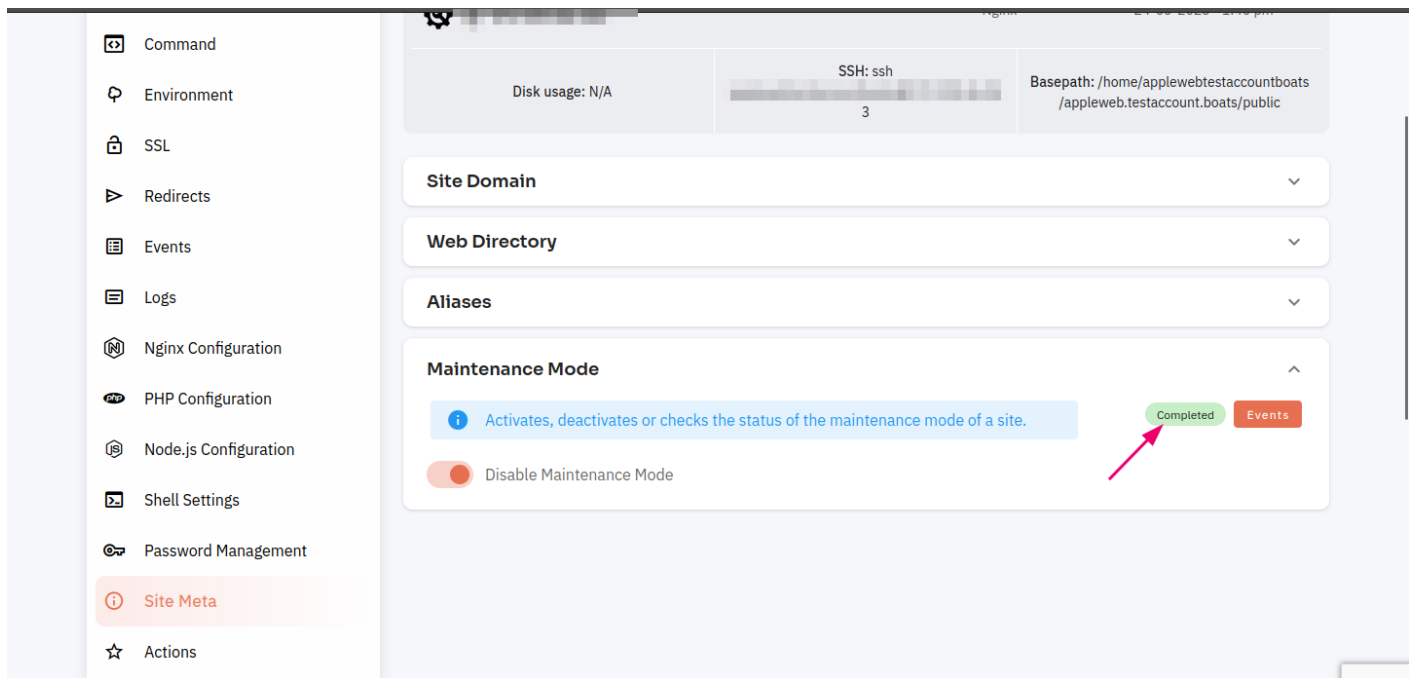 Command
Environment
SSL
Redirects
Events
Logs
Nginx Configuration
PHP Configuration
Node.js Configuration
Shell Settings
Password Management
Site Meta
Actions
Nginx
Disk usage: N/A
SSH: ssh
3
Basepath: /home/applewebtestaccountboats
/appleweb.testaccount.boats/public
Site Domain
Web Directory
Aliases
Maintenance Mode
Activates, deactivates or checks the status of the maintenance mode of a site.
Completed
Events
Disable Maintenance Mode